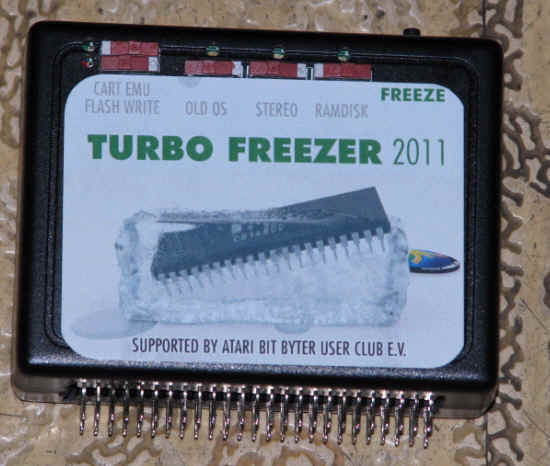 CART EMU
FLASH WRITE
OLD OS
STEREO
RAMDISK
FREEZE
TURBO FREEZER 2011
SUPPORTED BY ATARI BIT BYTER USER CLUB E.V.